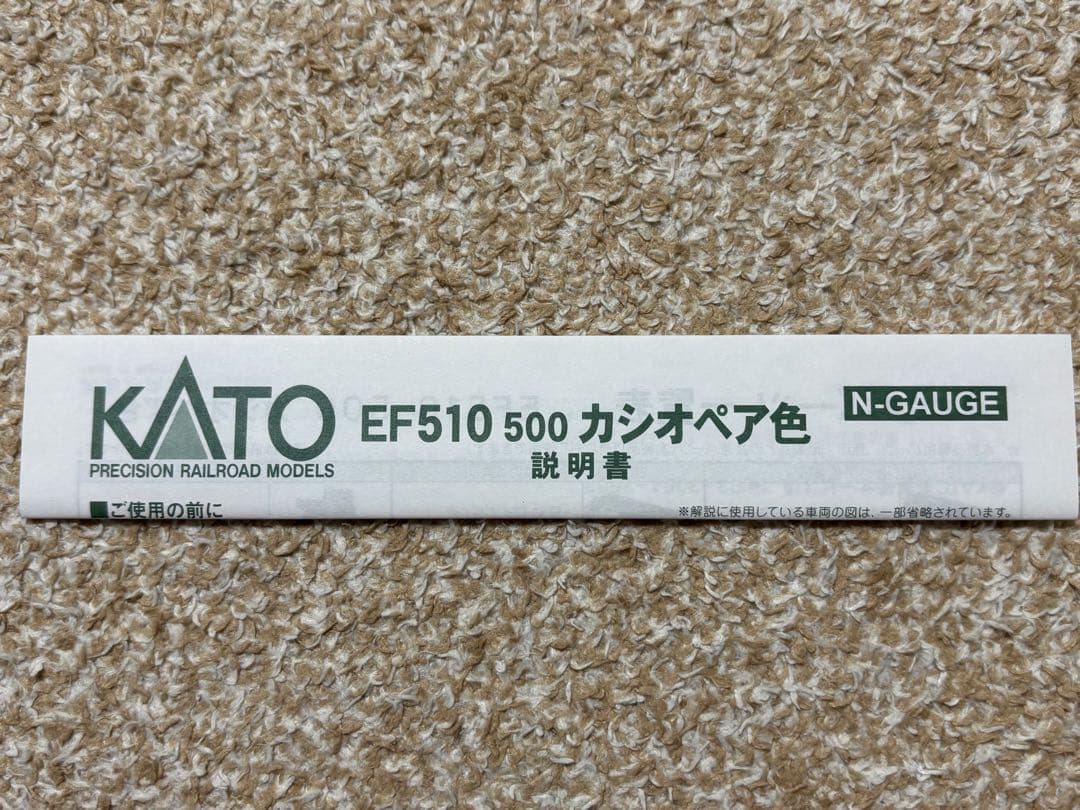 KATO
PRECISION RAILROAD MODELS
EF510 500 カシオペア色
説明書
N-GAUGE
■ご使用の前に
※解説に使用している車両の図は、一部省略されています。